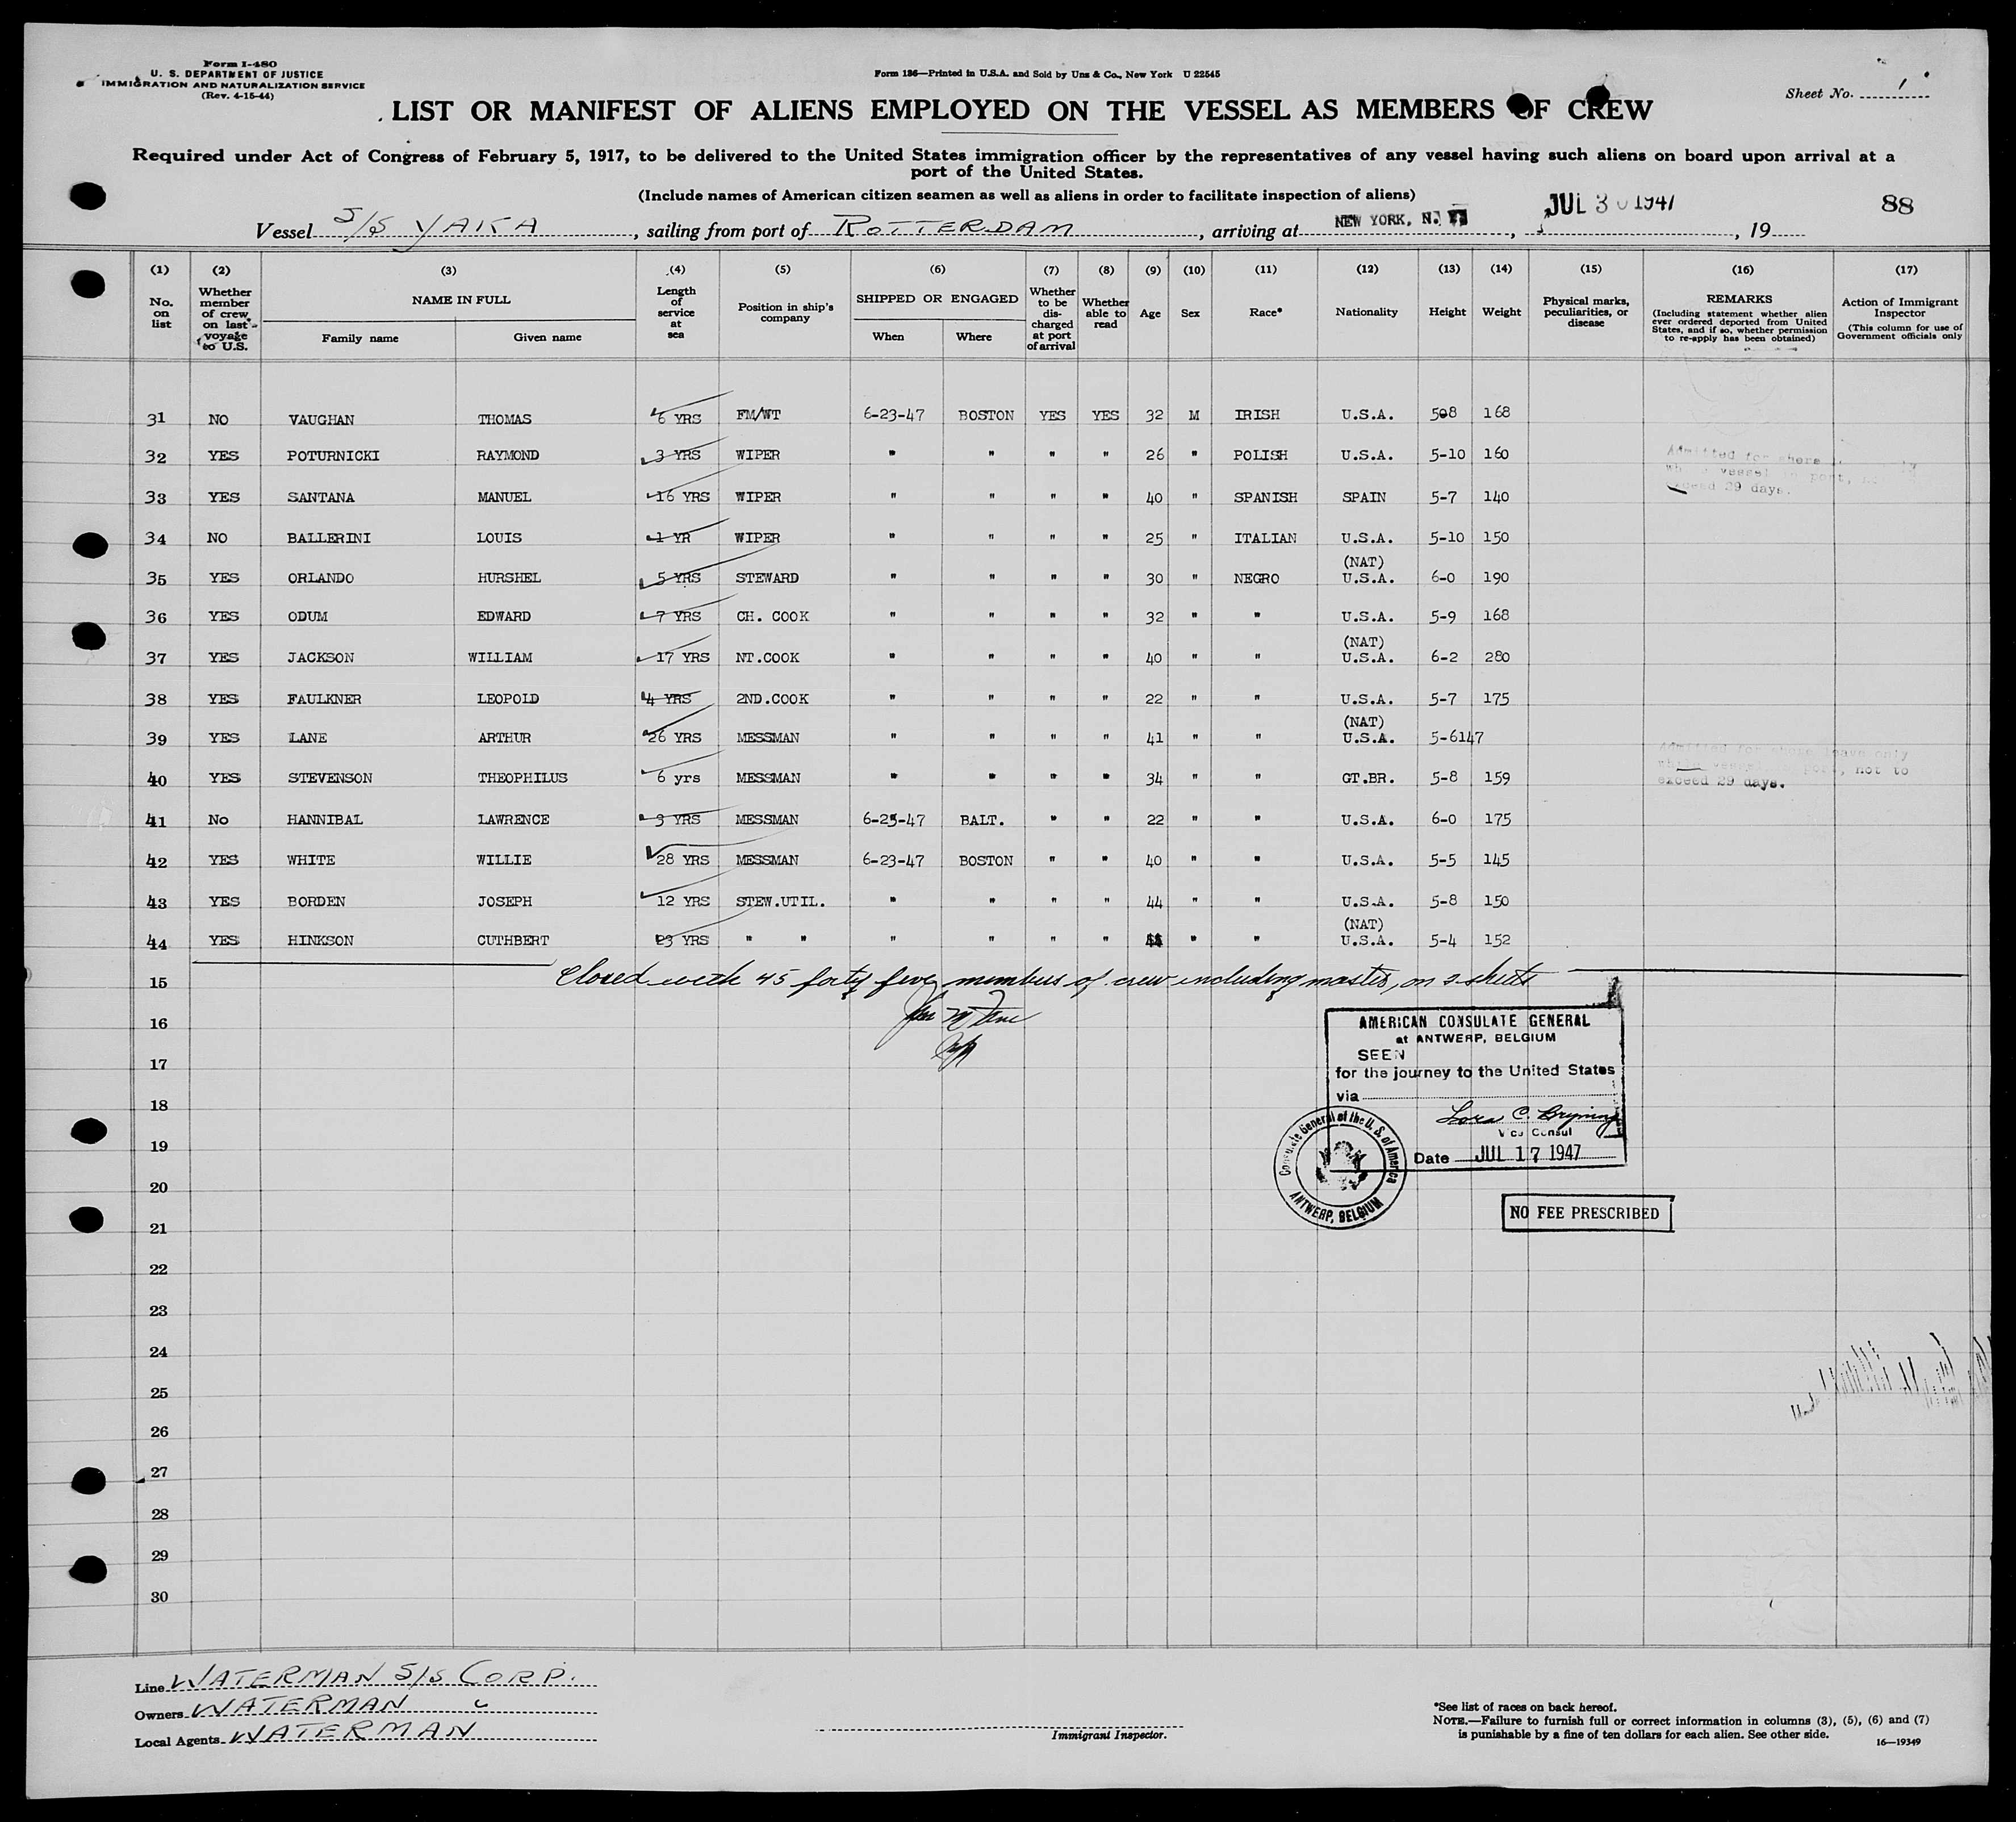 Form I-480
U. S. DEPARTMENT OF JUSTICE
IMMIGRATION AND NATURALIZATION SERVICE
(Rev. 4-15-44)
Form 186—Printed in U.S.A. and Sold by Unz & Co., New York U 22545
Sheet No. 1
LIST OR MANIFEST OF ALIENS EMPLOYED ON THE VESSEL AS MEMBERS OF CREW
Required under Act of Congress of February 5, 1917, to be delivered to the United States immigration officer by the representatives of any vessel having such aliens on board upon arrival at a
port of the United States.
(Include names of American citizen seamen as well as aliens in order to facilitate inspection of aliens)
88
Vessel S/S YAKA, sailing from port of ROTTERDAM, arriving at NEW YORK, N. Y., JUL 30 1947, 19
(1) No. on list
(2) Whether member of crew on last voyage to U.S.
(3) NAME IN FULL Family name Given name
(4) Length of service at sea
(5) Position in ship's company
(6) SHIPPED OR ENGAGED When Where
(7) Whether to be discharged at port of arrival
(8) Whether able to read
(9) Age
(10) Sex
(11) Race*
(12) Nationality
(13) Height
(14) Weight
(15) Physical marks, peculiarities, or disease
(16) REMARKS (Including statement whether alien ever ordered deported from United States, and if so, whether permission to re-apply has been obtained)
(17) Action of Immigrant Inspector (This column for use of Government officials only
31 NO VAUGHAN THOMAS 6 YRS FM/WT 6-23-47 BOSTON YES YES 32 M IRISH U.S.A. 508 168
32 YES POTURNICKI RAYMOND 3 YRS WIPER " " " " 26 " POLISH U.S.A. 5-10 160
33 YES SANTANA MANUEL 16 YRS WIPER " " " " 40 " SPANISH SPAIN 5-7 140
Admitted for shore
vessel in port,
exceed 29 days.
34 NO BALLERINI LOUIS 1 YR WIPER " " " " 25 " ITALIAN U.S.A. 5-10 150
35 YES ORLANDO HURSHEL 5 YRS STEWARD " " " " 30 " NEGRO (NAT) U.S.A. 6-0 190
36 YES ODUM EDWARD 7 YRS CH. COOK " " " " 32 " " U.S.A. 5-9 168
37 YES JACKSON WILLIAM 17 YRS NT.COOK " " " " 40 " " (NAT) U.S.A. 6-2 280
38 YES FAULKNER LEOPOLD 4 YRS 2ND.COOK " " " " 22 " " U.S.A. 5-7 175
39 YES LANE ARTHUR 26 YRS MESSMAN " " " " 41 " " (NAT) U.S.A. 5-6147
40 YES STEVENSON THEOPHILUS 6 yrs MESSMAN " " " " 34 " " GT.BR. 5-8 159
Admitted for shore leave only
while vessel in port, not to
exceed 29 days.
41 No HANNIBAL LAWRENCE 3 YRS MESSMAN 6-25-47 BALT. " " 22 " " U.S.A. 6-0 175
42 YES WHITE WILLIE 28 YRS MESSMAN 6-23-47 BOSTON " " 40 " " U.S.A. 5-5 145
43 YES BORDEN JOSEPH 12 YRS STEW.UTIL. " " " " 44 " " U.S.A. 5-8 150
44 YES HINKSON CUTHBERT 23 YRS " " " " " " " " (NAT) U.S.A. 5-4 152
Closed with 45 forty five members of crew including master, on 2 sheets
15
16
17
18
19
20
21
22
23
24
25
26
27
28
29
30
AMERICAN CONSULATE GENERAL
at ANTWERP, BELGIUM
SEEN
for the journey to the United States
via
Lora C. Bryning
Vice Consul
Date JUL 17 1947
Consulate General of the U. S. of America
ANTWERP, BELGIUM
NO FEE PRESCRIBED
Line WATERMAN S/S CORP.
Owners WATERMAN "
Local Agents WATERMAN
Immigrant Inspector.
*See list of races on back hereof.
NOTE.—Failure to furnish full or correct information in columns (3), (5), (6) and (7)
is punishable by a fine of ten dollars for each alien. See other side.
16—19349